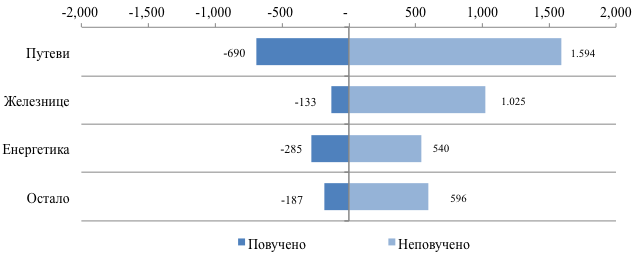 -2,000 -1,500 -1,000 -500 - 500 1,000 1,500 2,000
Путеви -690 1.594
Железнице -133 1.025
Енергетика -285 540
Остало -187 596
Повучено Неповучено